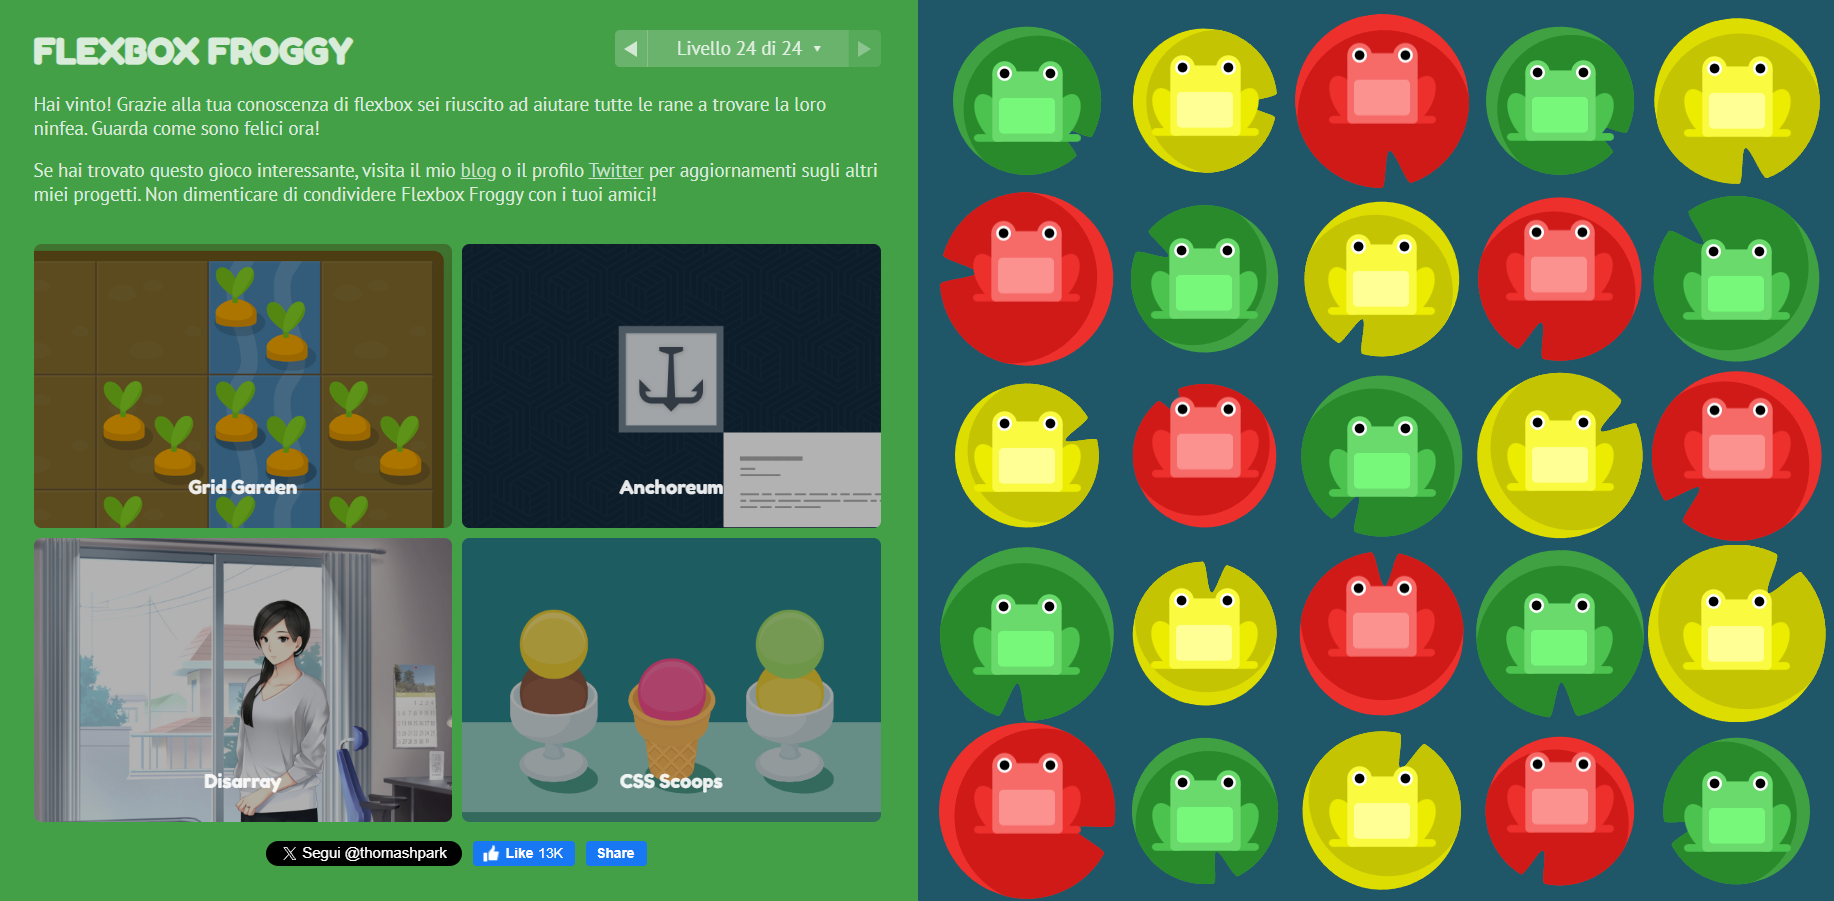 FLEXBOX FROGGY
Livello 24 di 24
Hai vinto! Grazie alla tua conoscenza di flexbox sei riuscito ad aiutare tutte le rane a trovare la loro
ninfea. Guarda come sono felici ora!
Se hai trovato questo gioco interessante, visita il mio blog o il profilo Twitter per aggiornamenti sugli altri
miei progetti. Non dimenticare di condividere Flexbox Froggy con i tuoi amici!
Grid Garden
Anchoreum
Disarray
CSS Scoops
Segui @thomashpark
Like 13K
Share